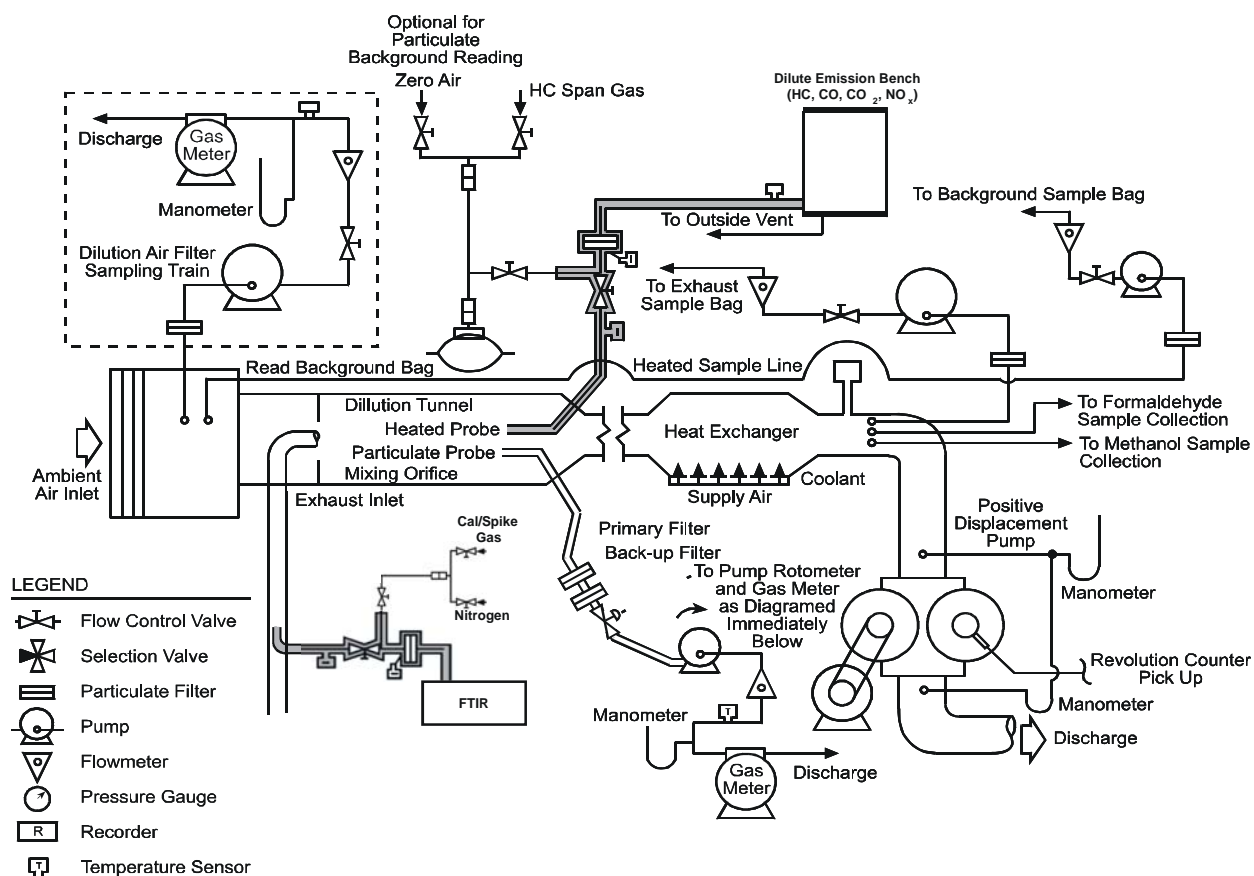 Optional for
Particulate
Background Reading
Zero Air
HC Span Gas
Dilute Emission Bench
(HC, CO, CO 2, NOx)
Discharge
Gas
Meter
Manometer
Dilution Air Filter
Sampling Train
To Outside Vent
To Background Sample Bag
To Exhaust
Sample Bag
Read Background Bag
Heated Sample Line
Dilution Tunnel
Heated Probe
Particulate Probe
Mixing Orifice
Exhaust Inlet
Ambient
Air Inlet
Heat Exchanger
Supply Air
Coolant
To Formaldehyde
Sample Collection
To Methanol Sample
Collection
Positive
Displacement
Pump
Manometer
Primary Filter
Back-up Filter
To Pump Rotometer
and Gas Meter
as Diagramed
Immediately
Below
Cal/Spike
Gas
Nitrogen
FTIR
Revolution Counter
Pick Up
Manometer
Discharge
Manometer
T
Gas
Meter
Discharge
LEGEND
Flow Control Valve
Selection Valve
Particulate Filter
Pump
Flowmeter
Pressure Gauge
R Recorder
T Temperature Sensor